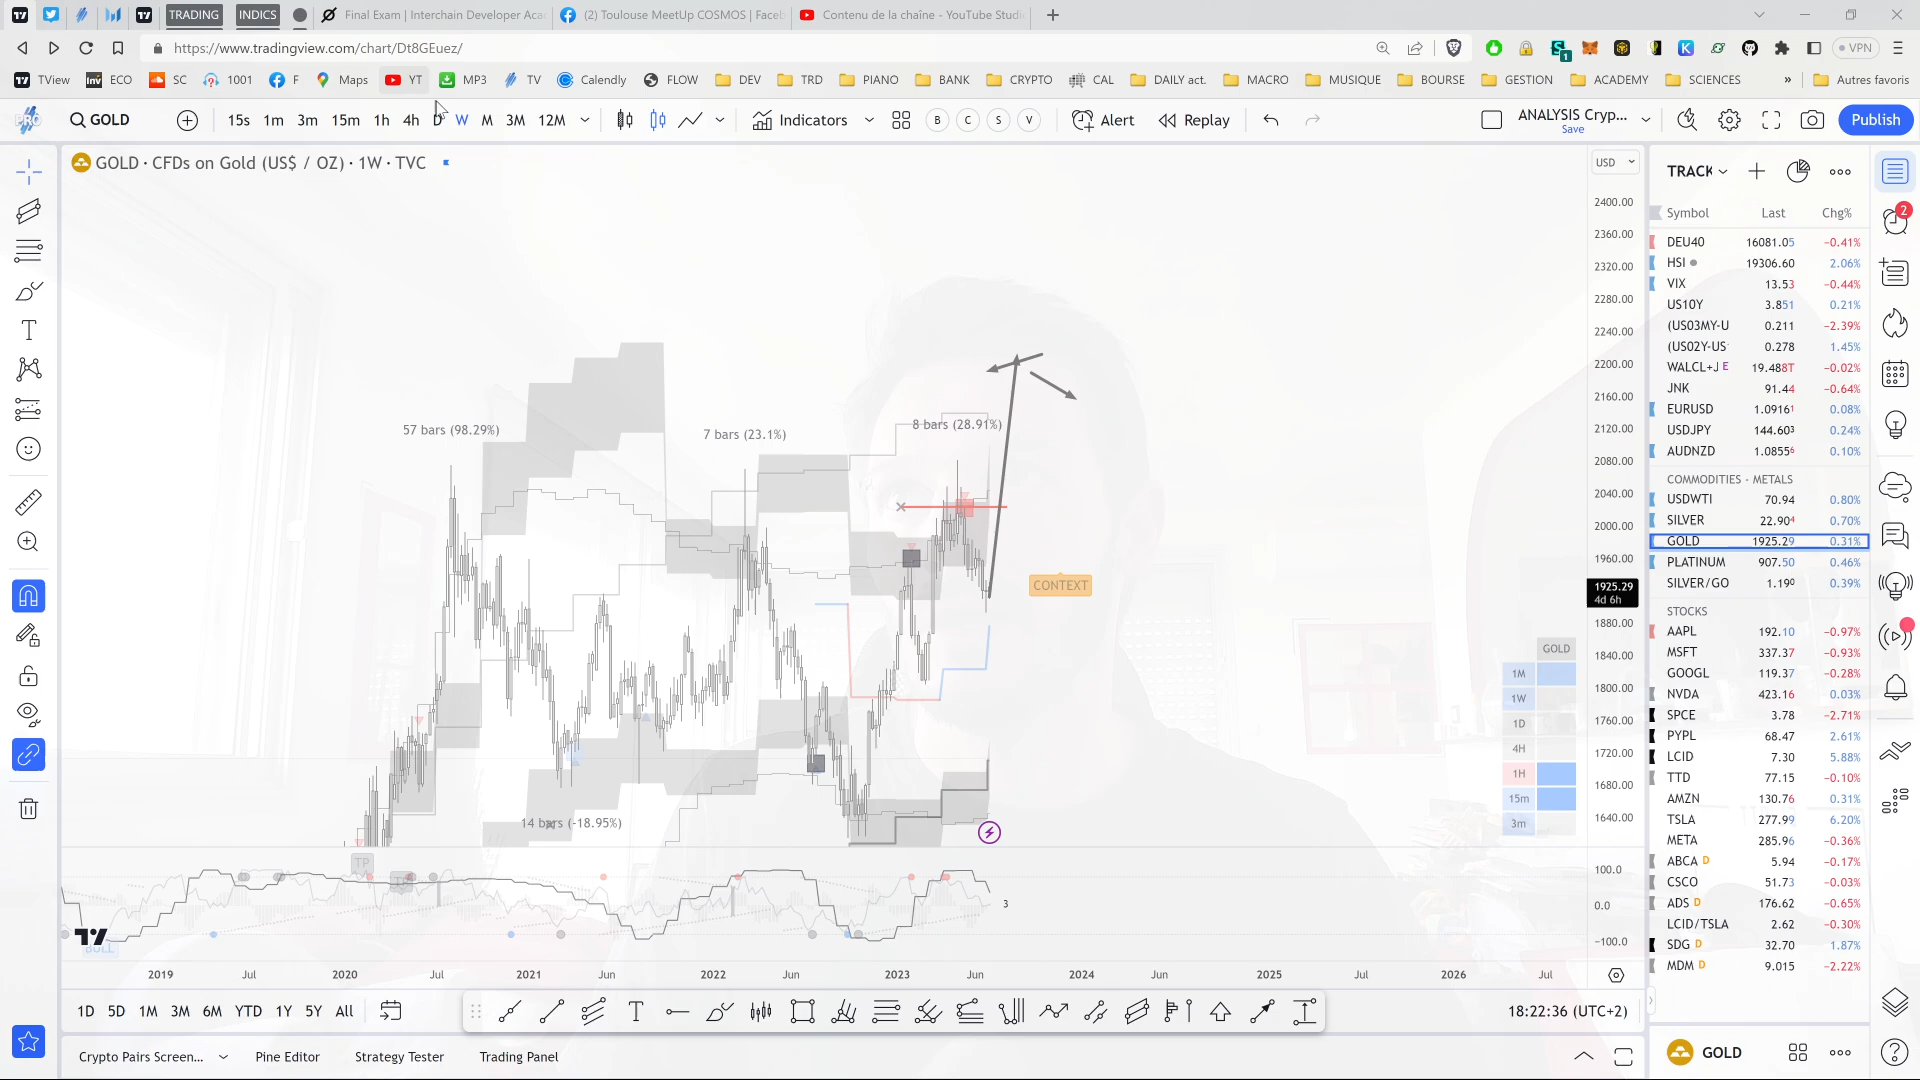 TRADING
INDICS
Final Exam | Interchain Developer Aca
(2) Toulouse MeetUp COSMOS | Faceb
Contenu de la chaîne - YouTube Studi
https://www.tradingview.com/chart/Dt8GEuez/
VPN
TView
ECO
SC
1001
F
Maps
YT
MP3
TV
Calendly
FLOW
DEV
TRD
PIANO
BANK
CRYPTO
CAL
DAILY act.
MACRO
MUSIQUE
BOURSE
GESTION
ACADEMY
SCIENCES
Autres favoris
PRO
GOLD
15s 1m 3m 15m 1h 4h D W M 3M 12M
Indicators
B C S V
Alert
Replay
ANALYSIS Cryp...
Save
Publish
GOLD · CFDs on Gold (US$ / OZ) · 1W · TVC
USD
2400.00
2360.00
2320.00
2280.00
2240.00
2200.00
2160.00
2120.00
2080.00
2040.00
2000.00
1960.00
1925.29
4d 6h
1880.00
1840.00
1800.00
1760.00
1720.00
1680.00
1640.00
100.0
0.0
-100.0
57 bars (98.29%)
7 bars (23.1%)
8 bars (28.91%)
CONTEXT
14 bars (-18.95%)
TP
3
BULL
GOLD
1M
1W
1D
4H
1H
15m
3m
2019 Jul 2020 Jul 2021 Jun 2022 Jun 2023 Jun 2024 Jun 2025 Jul 2026 Jul
1D 5D 1M 3M 6M YTD 1Y 5Y All
18:22:36 (UTC+2)
Crypto Pairs Screen...
Pine Editor
Strategy Tester
Trading Panel
TRACK
Symbol Last Chg%
DEU40 16081.05 −0.41%
HSI 19306.60 2.06%
VIX 13.53 −0.44%
US10Y 3.851 0.21%
(US03MY-U 0.211 −2.39%
(US02Y-US 0.278 1.45%
WALCL+J E 19.488T −0.02%
JNK 91.44 −0.64%
EURUSD 1.0916¹ 0.08%
USDJPY 144.60³ 0.24%
AUDNZD 1.0855⁶ 0.10%
COMMODITIES - METALS
USDWTI 70.94 0.80%
SILVER 22.90⁴ 0.70%
GOLD 1925.29 0.31%
PLATINUM 907.50 0.46%
SILVER/GO 1.19⁰ 0.39%
STOCKS
AAPL 192.10 −0.97%
MSFT 337.37 −0.93%
GOOGL 119.37 −0.28%
NVDA 423.16 0.03%
SPCE 3.78 −2.71%
PYPL 68.47 2.61%
LCID 7.30 5.88%
TTD 77.15 −0.10%
AMZN 130.76 0.31%
TSLA 277.99 6.20%
META 285.96 −0.36%
ABCA D 5.94 −0.17%
CSCO 51.73 −0.03%
ADS D 176.62 −0.65%
LCID/TSLA 2.62 −0.30%
SDG D 32.70 1.87%
MDM D 9.015 −2.22%
GOLD
2